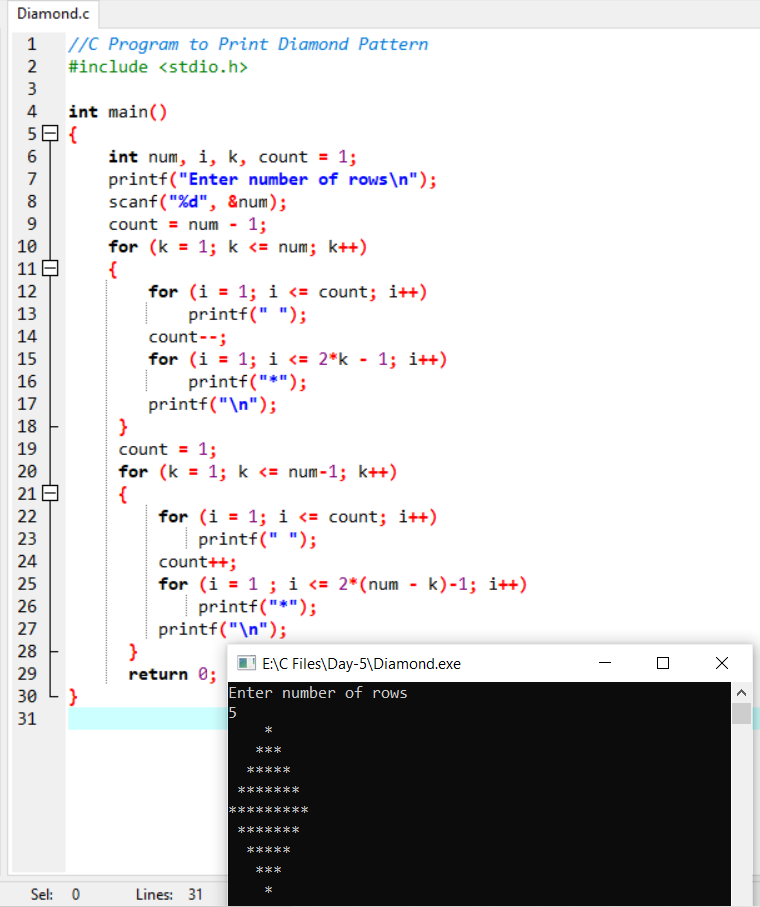 Diamond.c
1 //C Program to Print Diamond Pattern
2 #include <stdio.h>
3
4 int main()
5 {
6     int num, i, k, count = 1;
7     printf("Enter number of rows\n");
8     scanf("%d", &num);
9     count = num - 1;
10     for (k = 1; k <= num; k++)
11     {
12         for (i = 1; i <= count; i++)
13             printf(" ");
14         count--;
15         for (i = 1; i <= 2*k - 1; i++)
16             printf("*");
17         printf("\n");
18      }
19      count = 1;
20      for (k = 1; k <= num-1; k++)
21      {
22          for (i = 1; i <= count; i++)
23              printf(" ");
24          count++;
25          for (i = 1 ; i <= 2*(num - k)-1; i++)
26              printf("*");
27          printf("\n");
28       }
29       return 0;
30 }
31
E:\C Files\Day-5\Diamond.exe
Enter number of rows
5
    *
   ***
  *****
 *******
*********
 *******
  *****
   ***
    *
Sel: 0 Lines: 31